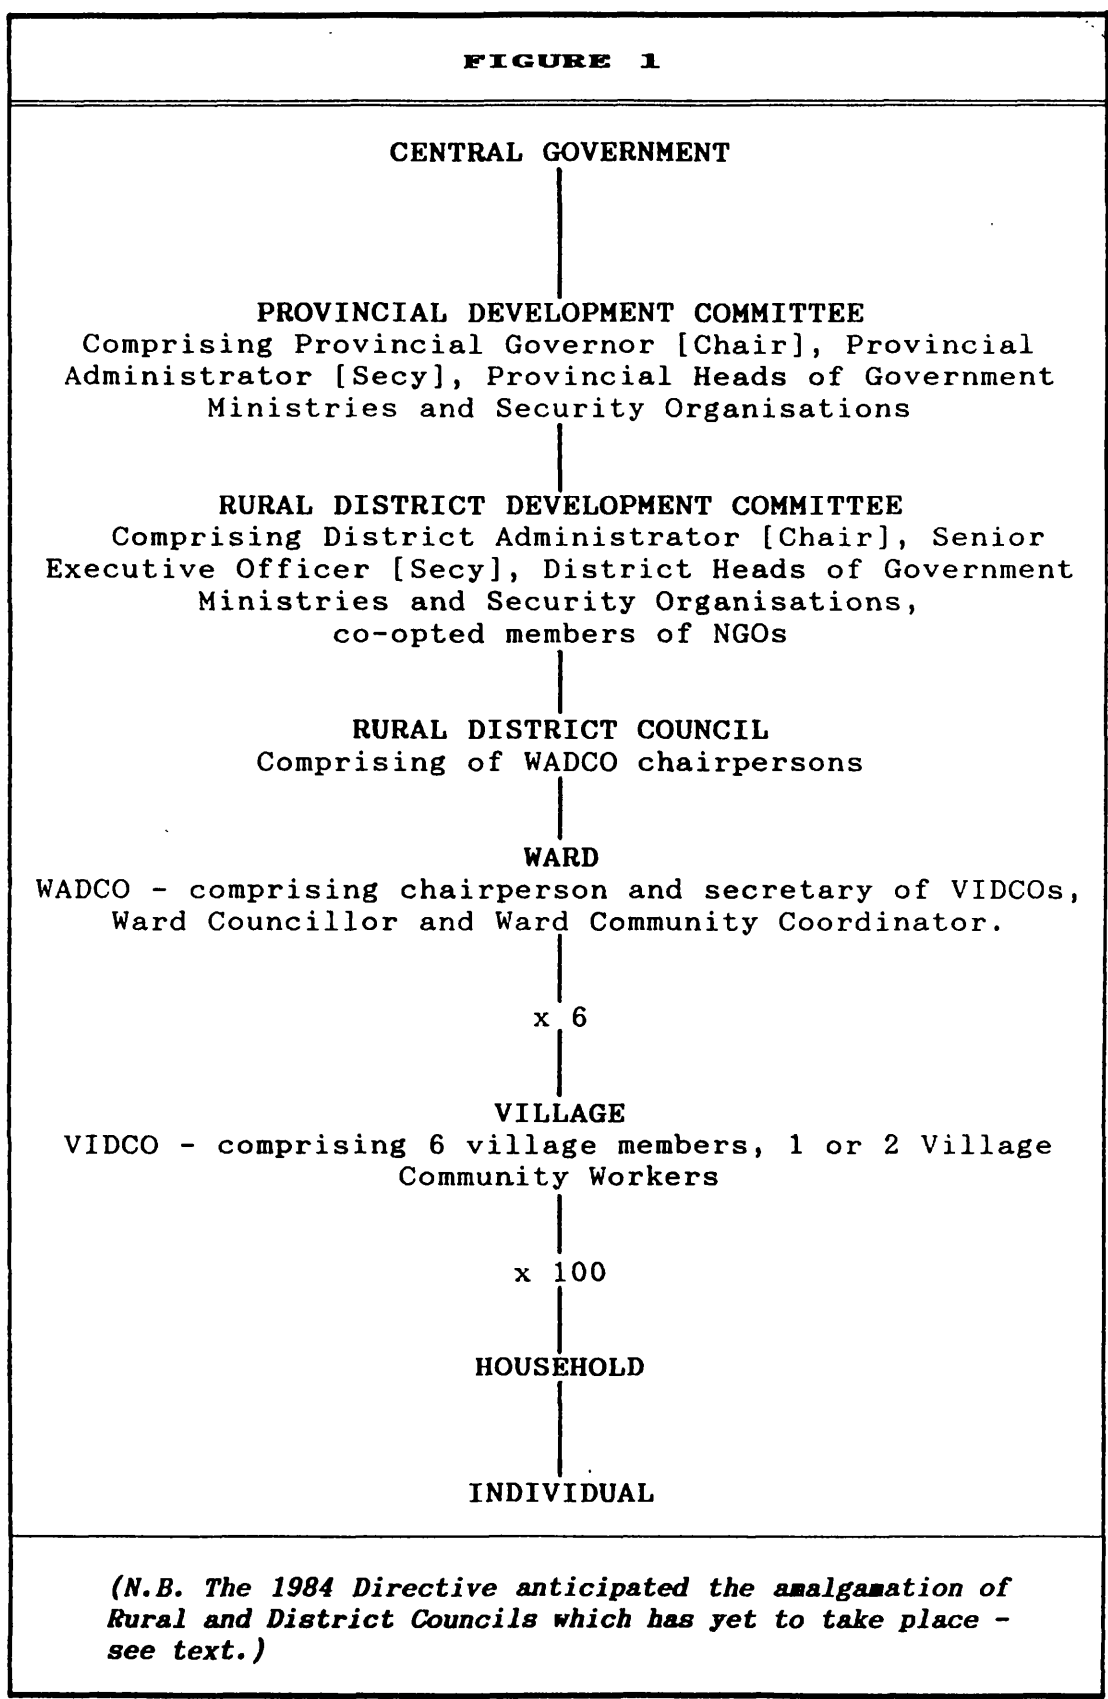 FIGURE 1
CENTRAL GOVERNMENT
PROVINCIAL DEVELOPMENT COMMITTEE
Comprising Provincial Governor [Chair], Provincial
Administrator [Secy], Provincial Heads of Government
Ministries and Security Organisations
RURAL DISTRICT DEVELOPMENT COMMITTEE
Comprising District Administrator [Chair], Senior
Executive Officer [Secy], District Heads of Government
Ministries and Security Organisations,
co-opted members of NGOs
RURAL DISTRICT COUNCIL
Comprising of WADCO chairpersons
WARD
WADCO - comprising chairperson and secretary of VIDCOs,
Ward Councillor and Ward Community Coordinator.
x 6
VILLAGE
VIDCO - comprising 6 village members, 1 or 2 Village
Community Workers
x 100
HOUSEHOLD
INDIVIDUAL
(N.B. The 1984 Directive anticipated the amalgamation of
Rural and District Councils which has yet to take place -
see text.)